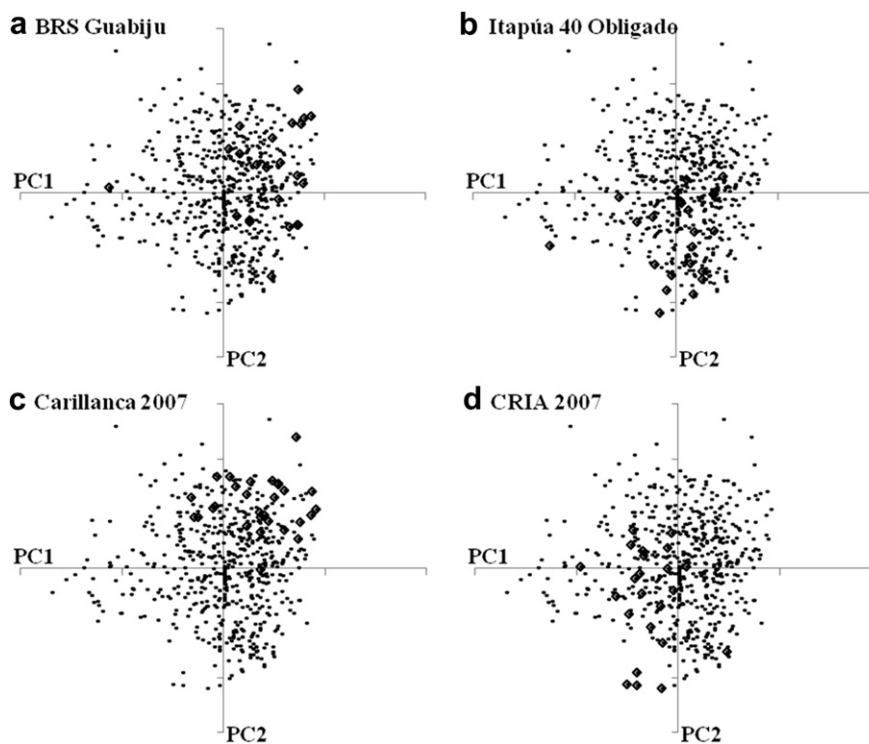 a BRS Guabiju
b Itapúa 40 Obligado
PC1
PC1
PC2
PC2
c Carillanca 2007
d CRIA 2007
PC1
PC1
PC2
PC2